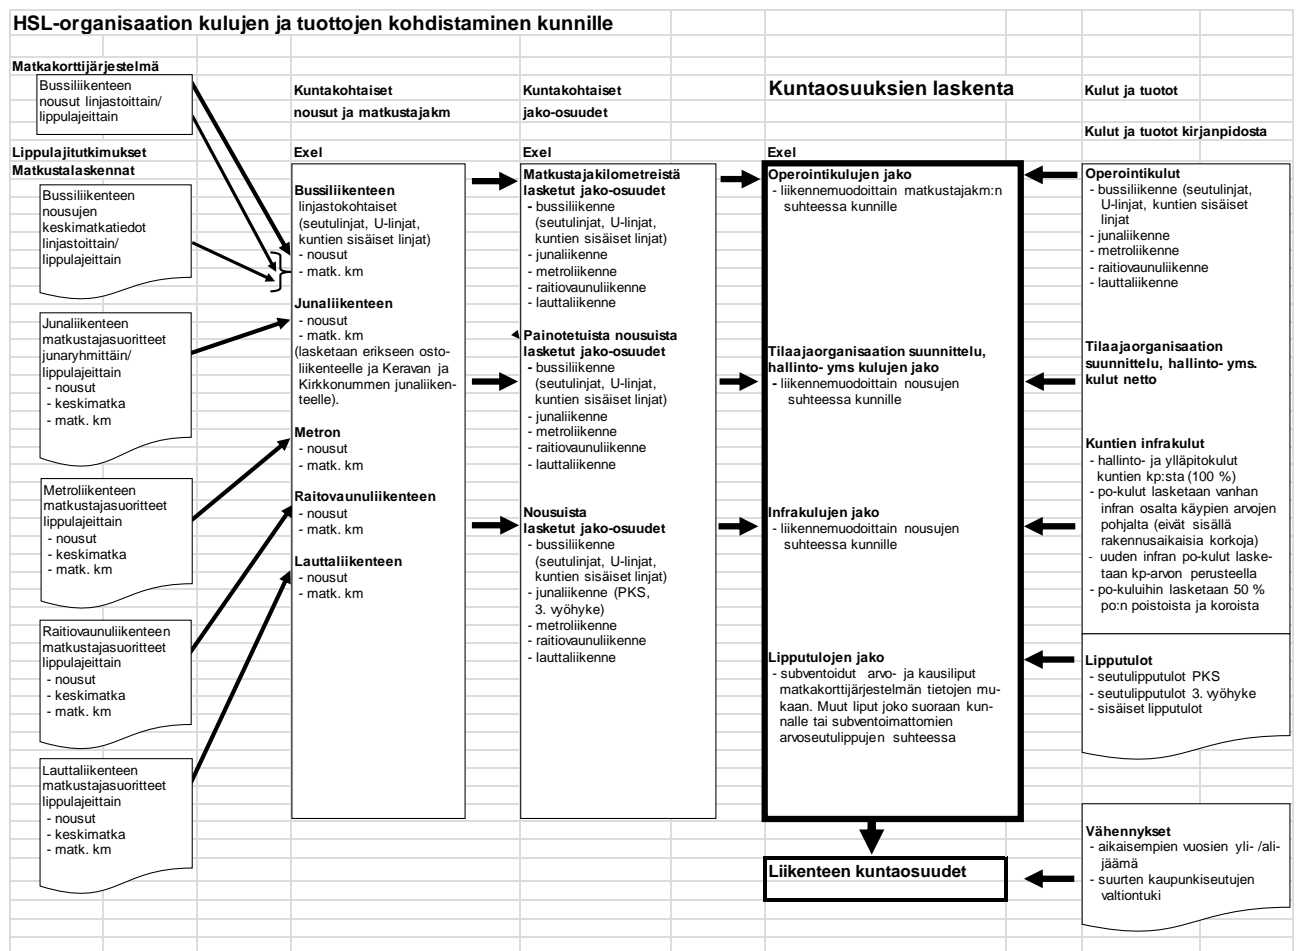 HSL-organisaation kulujen ja tuottojen kohdistaminen kunnille
Matkakorttijärjestelmä
Bussiliikenteen
nousut linjastoittain/
lippulajeittain
Lippulajitutkimukset
Matkustalaskennat
Bussiliikenteen
nousujen
keskimatkatiedot
linjastoittain/
lippulajeittain
Junaliikenteen
matkustajasuoritteet
junaryhmittäin/
lippulajeittain
- nousut
- keskimatka
- matk. km
Metroliikenteen
matkustajasuoritteet
lippulajeittain
- nousut
- keskimatka
- matk. km
Raitiovaunuliikenteen
matkustajasuoritteet
lippulajeittain
- nousut
- keskimatka
- matk. km
Lauttaliikenteen
matkustajasuoritteet
lippulajeittain
- nousut
- keskimatka
- matk. km
Kuntakohtaiset
nousut ja matkustajakm
Exel
Bussiliikenteen
linjastokohtaiset
(seutulinjat, U-linjat,
kuntien sisäiset linjat)
- nousut
- matk. km
Junaliikenteen
- nousut
- matk. km
(lasketaan erikseen osto-
liikenteelle ja Keravan ja
Kirkkonummen junaliiken-
teelle).
Metron
- nousut
- matk. km
Raitovaunuliikenteen
- nousut
- matk. km
Lauttaliikenteen
- nousut
- matk. km
Kuntakohtaiset
jako-osuudet
Exel
Matkustajakilometreistä
lasketut jako-osuudet
- bussiliikenne
(seutulinjat, U-linjat,
kuntien sisäiset linjat)
- junaliikenne
- metroliikenne
- raitiovaunuliikenne
- lauttaliikenne
Painotetuista nousuista
lasketut jako-osuudet
- bussiliikenne
(seutulinjat, U-linjat,
kuntien sisäiset linjat)
- junaliikenne
- metroliikenne
- raitiovaunuliikenne
- lauttaliikenne
Nousuista
lasketut jako-osuudet
- bussiliikenne
(seutulinjat, U-linjat,
kuntien sisäiset linjat)
- junaliikenne (PKS,
3. vyöhyke)
- metroliikenne
- raitiovaunuliikenne
- lauttaliikenne
Kuntaosuuksien laskenta
Exel
Operointikulujen jako
- liikennemuodoittain matkustajakm:n
suhteessa kunnille
Tilaajaorganisaation suunnittelu,
hallinto- yms kulujen jako
- liikennemuodoittain nousujen
suhteessa kunnille
Infrakulujen jako
- liikennemuodoittain nousujen
suhteessa kunnille
Lipputulojen jako
- subventoidut arvo- ja kausiliput
matkakorttijärjestelmän tietojen mu-
kaan. Muut liput joko suoraan kun-
nalle tai subventoimattomien
arvoseutulippujen suhteessa
Liikenteen kuntaosuudet
Kulut ja tuotot
Kulut ja tuotot kirjanpidosta
Operointikulut
- bussiliikenne (seutulinjat,
U-linjat, kuntien sisäiset
linjat
- junaliikenne
- metroliikenne
- raitiovaunuliikenne
- lauttaliikenne
Tilaajaorganisaation
suunnittelu, hallinto- yms.
kulut netto
Kuntien infrakulut
- hallinto- ja ylläpitokulut
kuntien kp:sta (100 %)
- po-kulut lasketaan vanhan
infran osalta käypien arvojen
pohjalta (eivät sisällä
rakennusaikaisia korkoja)
- uuden infran po-kulut laske-
taan kp-arvon perusteella
- po-kuluihin lasketaan 50 %
po:n poistoista ja koroista
Lipputulot
- seutulipputulot PKS
- seutulipputulot 3. vyöhyke
- sisäiset lipputulot
Vähennykset
- aikaisempien vuosien yli- /ali-
jäämä
- suurten kaupunkiseutujen
valtiontuki